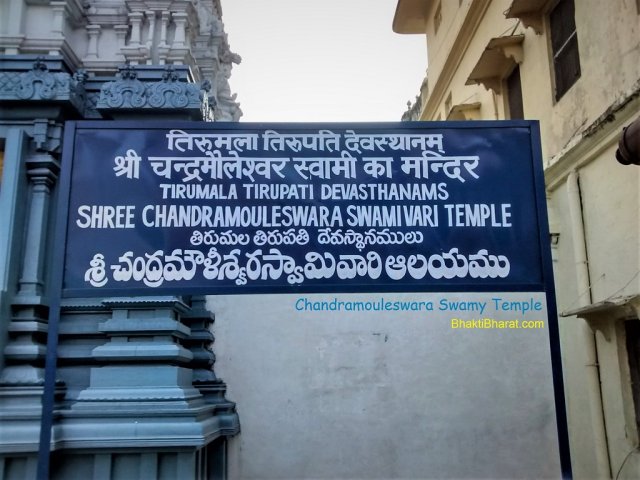 तिरुमला तिरुपति देवस्थानम्
श्री चन्द्रमौलेश्वर स्वामी का मन्दिर
TIRUMALA TIRUPATI DEVASTHANAMS
SHREE CHANDRAMOULESWARA SWAMIVARI TEMPLE
తిరుమల తిరుపతి దేవస్థానములు
శ్రీ చంద్రమౌళీశ్వరస్వామివారి ఆలయము
Chandramouleswara Swamy Temple
BhaktiBharat.com